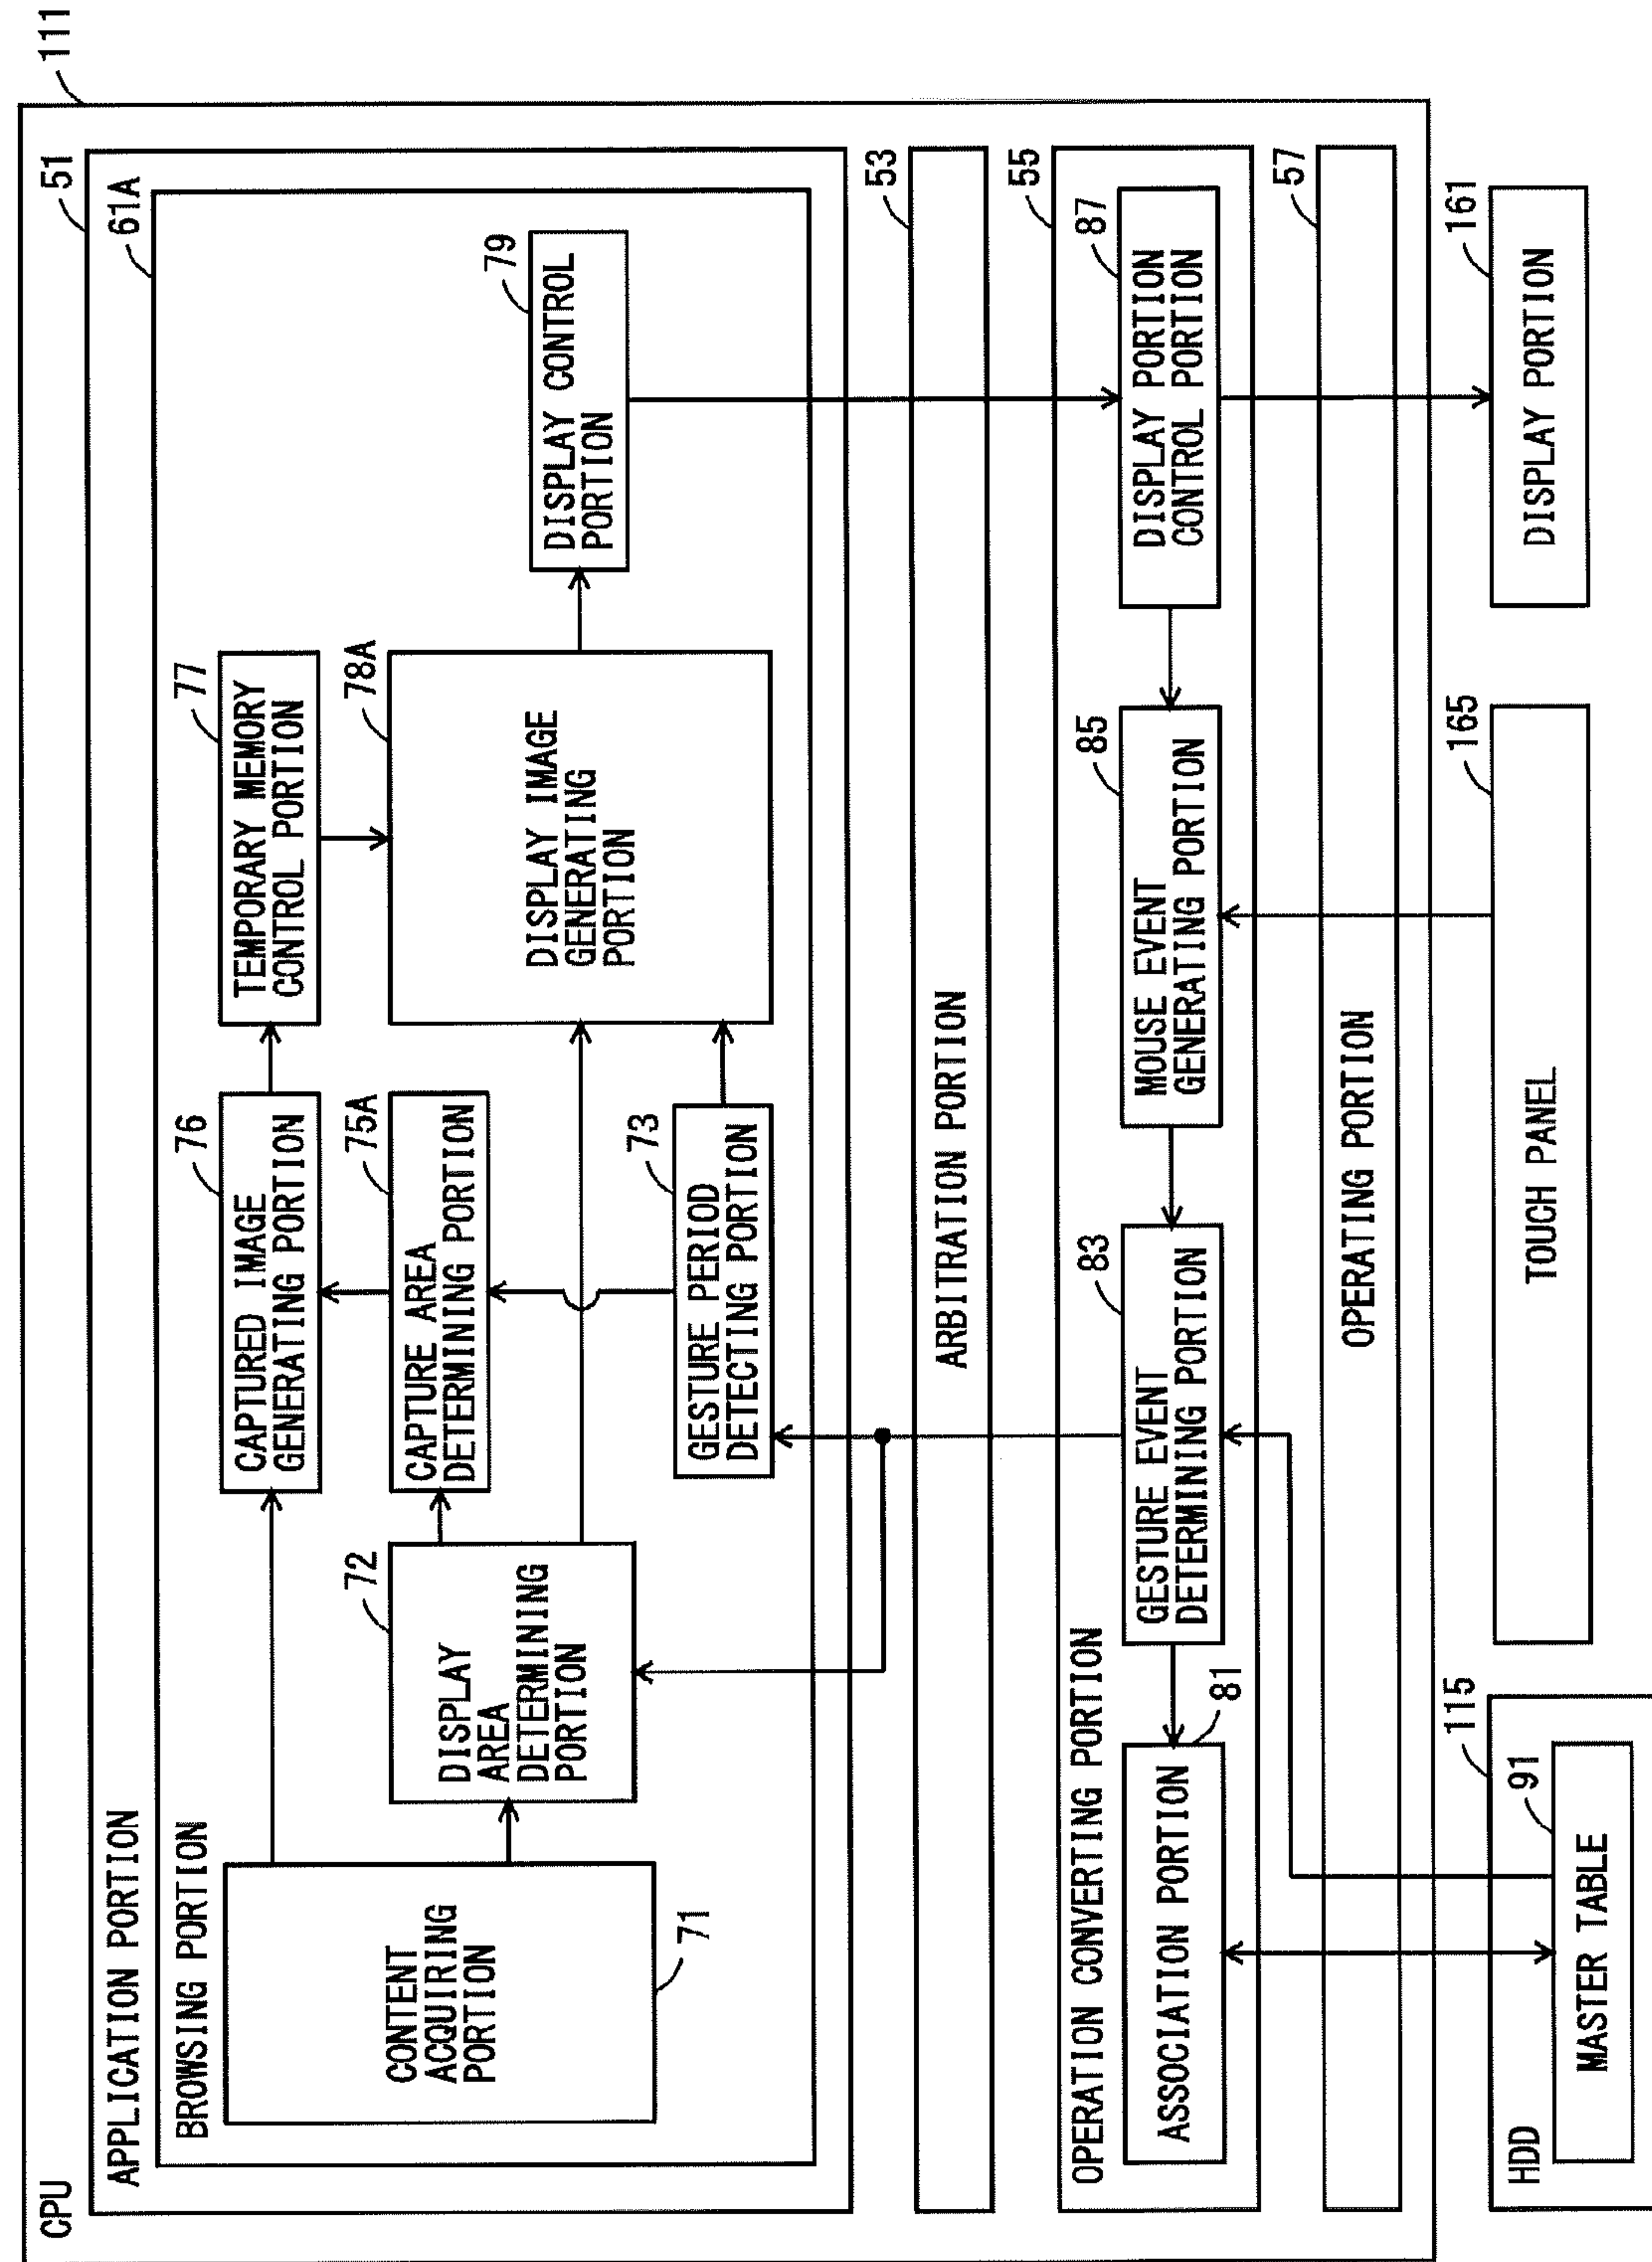 CPU
111
APPLICATION PORTION
51
BROWSING PORTION
61A
CONTENT
ACQUIRING
PORTION
71
DISPLAY
AREA
DETERMINING
PORTION
72
CAPTURED IMAGE
GENERATING PORTION
76
CAPTURE AREA
DETERMINING PORTION
75A
GESTURE PERIOD
DETECTING PORTION
73
TEMPORARY MEMORY
CONTROL PORTION
77
DISPLAY IMAGE
GENERATING
PORTION
78A
DISPLAY CONTROL
PORTION
79
ARBITRATION PORTION
53
OPERATION CONVERTING PORTION
55
ASSOCIATION PORTION
81
GESTURE EVENT
DETERMINING PORTION
83
MOUSE EVENT
GENERATING PORTION
85
DISPLAY PORTION
CONTROL PORTION
87
OPERATING PORTION
57
HDD
115
MASTER TABLE
91
TOUCH PANEL
165
DISPLAY PORTION
161